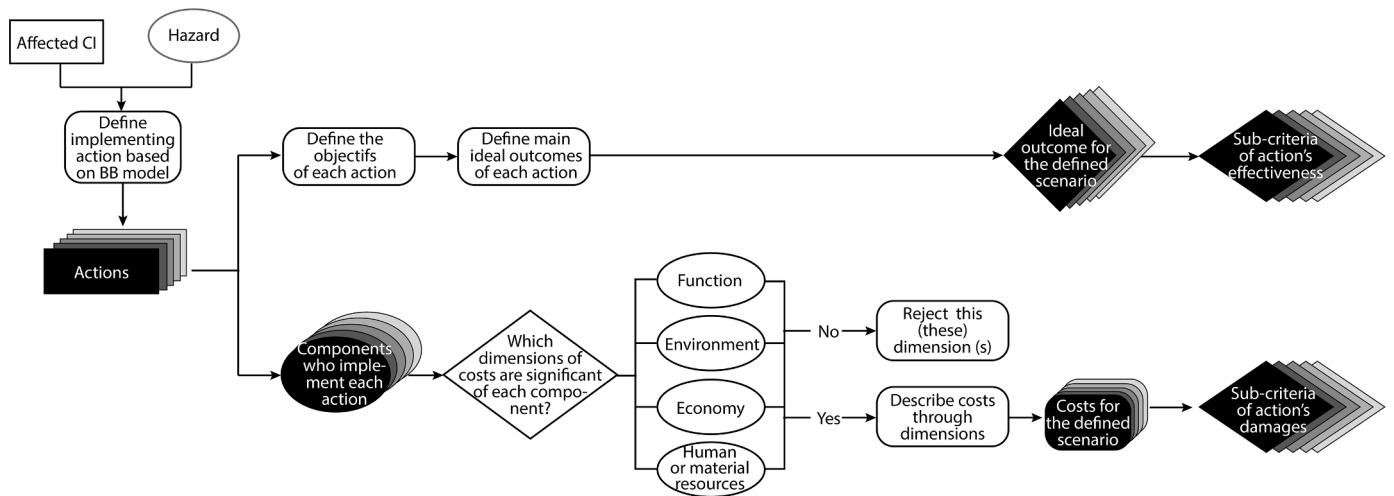 Affected CI
Hazard
Define
implementing
action based
on BB model
Actions
Define the
objectifs
of each action
Define main
ideal outcomes
of each action
Ideal
outcome for
the defined
scenario
Sub-criteria
of action's
effectiveness
Components
who imple-
ment each
action
Which
dimensions of
costs are significant
of each compo-
nent?
Function
Environment
Economy
Human
or material
resources
No
Reject this
(these)
dimension (s)
Yes
Describe costs
through
dimensions
Costs for
the defined
scenario
Sub-criteria
of action's
damages